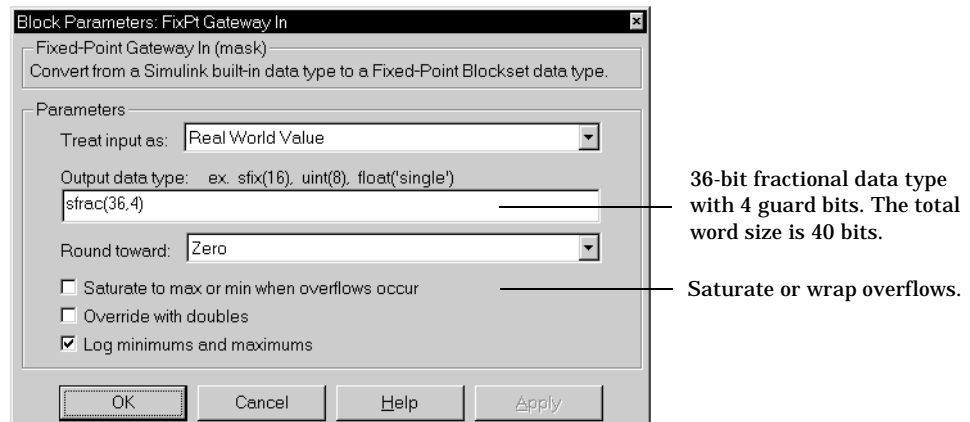 Block Parameters: FixPt Gateway In
Fixed-Point Gateway In (mask)
Convert from a Simulink built-in data type to a Fixed-Point Blockset data type.
Parameters
Treat input as: Real World Value
Output data type: ex. sfix(16), uint(8), float('single')
sfrac(36,4)
Round toward: Zero
Saturate to max or min when overflows occur
Override with doubles
Log minimums and maximums
OK Cancel Help Apply
36-bit fractional data type
with 4 guard bits. The total
word size is 40 bits.
Saturate or wrap overflows.